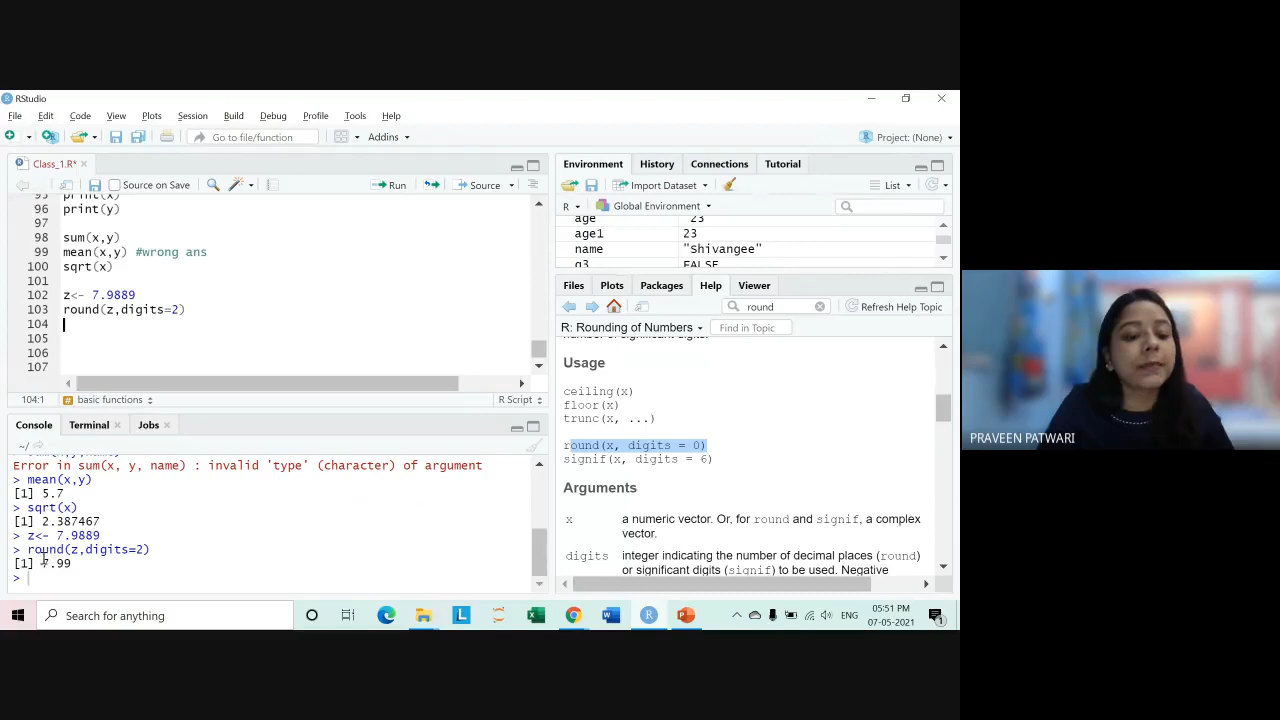 RStudio
File Edit Code View Plots Session Build Debug Profile Tools Help
Go to file/function Addins Project: (None)
Class_1.R*
Source on Save Run Source
95 print(x)
96 print(y)
97
98 sum(x,y)
99 mean(x,y) #wrong ans
100 sqrt(x)
101
102 z<- 7.9889
103 round(z,digits=2)
104
105
106
107
104:1 basic functions R Script
Console Terminal Jobs
~/
Error in sum(x, y, name) : invalid 'type' (character) of argument
> mean(x,y)
[1] 5.7
> sqrt(x)
[1] 2.387467
> z<- 7.9889
> round(z,digits=2)
[1] 7.99
>
Environment History Connections Tutorial
Import Dataset List
R Global Environment
age 23
age1 23
name "Shivangee"
q3 FALSE
Files Plots Packages Help Viewer
round Refresh Help Topic
R: Rounding of Numbers Find in Topic
number of significant digits.
Usage
ceiling(x)
floor(x)
trunc(x, ...)
round(x, digits = 0)
signif(x, digits = 6)
Arguments
x a numeric vector. Or, for round and signif, a complex
vector.
digits integer indicating the number of decimal places (round)
or significant digits (signif) to be used. Negative
PRAVEEN PATWARI
Search for anything
ENG
05:51 PM
07-05-2021
1